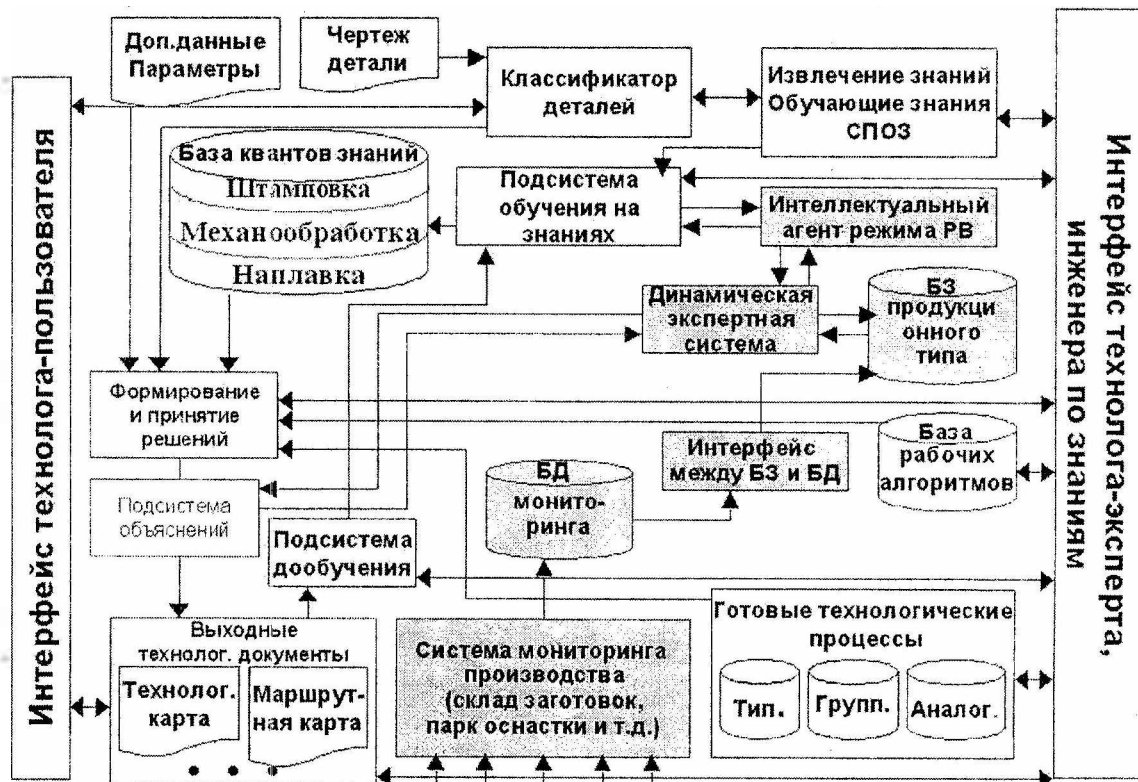 Доп.данные
Параметры
Чертеж
детали
Классификатор
деталей
Извлечение знаний
Обучающие знания
СПОЗ
Интерфейс технолога-пользователя
База квантов знаний
Штамповка
Механообработка
Наплавка
Подсистема
обучения на
знаниях
Интеллектуальный
агент режима РВ
Динамическая
экспертная
система
БЗ
продукци
онного
типа
Интерфейс технолога-эксперта,
инженера по знаниям
Формирование
и принятие
решений
Подсистема
объяснений
Подсистема
дообучения
БД
монито-
ринга
Интерфейс
между БЗ и БД
База
рабочих
алгоритмов
Выходные
технолог. документы
Технолог.
карта
Маршрут-
ная карта
Система мониторинга
производства
(склад заготовок,
парк оснастки и т.д.)
Готовые технологические
процессы
Тип.
Групп.
Аналог.